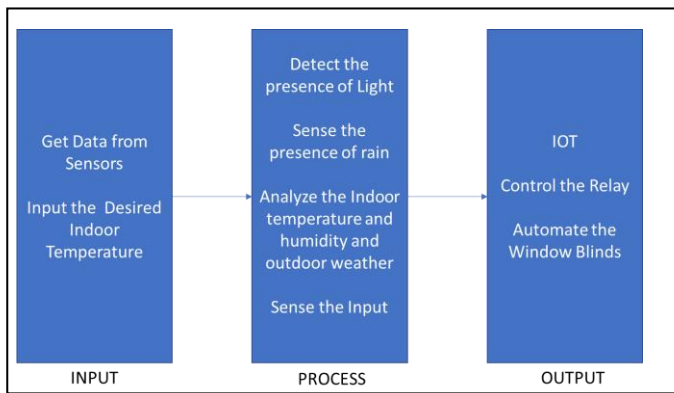 Get Data from
Sensors
Input the Desired
Indoor
Temperature
INPUT
Detect the
presence of Light
Sense the
presence of rain
Analyze the Indoor
temperature and
humidity and
outdoor weather
Sense the Input
PROCESS
IOT
Control the Relay
Automate the
Window Blinds
OUTPUT